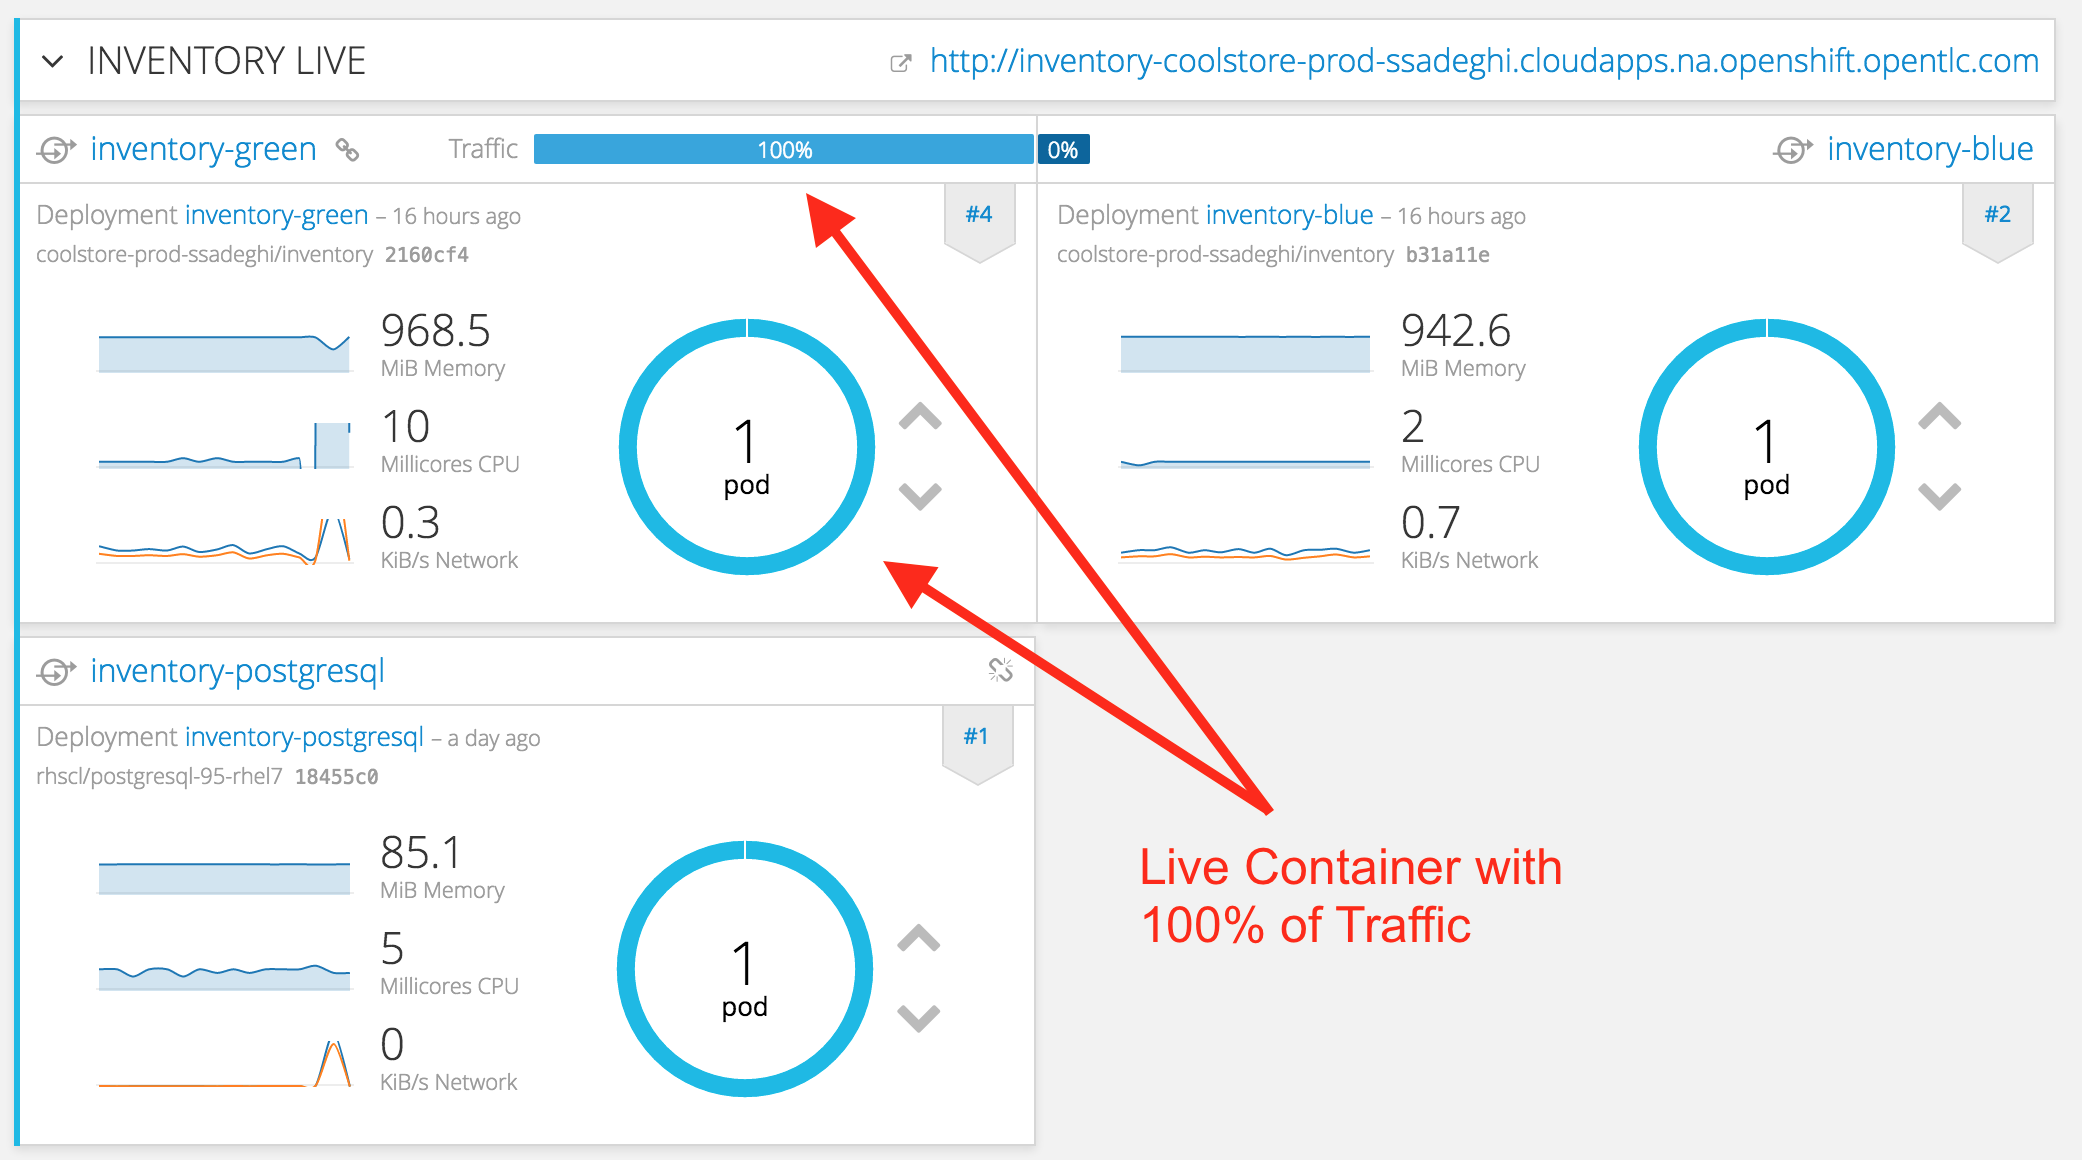 INVENTORY LIVE
http://inventory-coolstore-prod-ssadeghi.cloudapps.na.openshift.opentlc.com
inventory-green
Traffic
100%
0%
inventory-blue
Deployment inventory-green – 16 hours ago
#4
coolstore-prod-ssadeghi/inventory 2160cf4
968.5
MiB Memory
10
Millicores CPU
0.3
KiB/s Network
1
pod
Deployment inventory-blue – 16 hours ago
#2
coolstore-prod-ssadeghi/inventory b31a11e
942.6
MiB Memory
2
Millicores CPU
0.7
KiB/s Network
1
pod
inventory-postgresql
Deployment inventory-postgresql – a day ago
#1
rhscl/postgresql-95-rhel7 18455c0
85.1
MiB Memory
5
Millicores CPU
0
KiB/s Network
1
pod
Live Container with
100% of Traffic